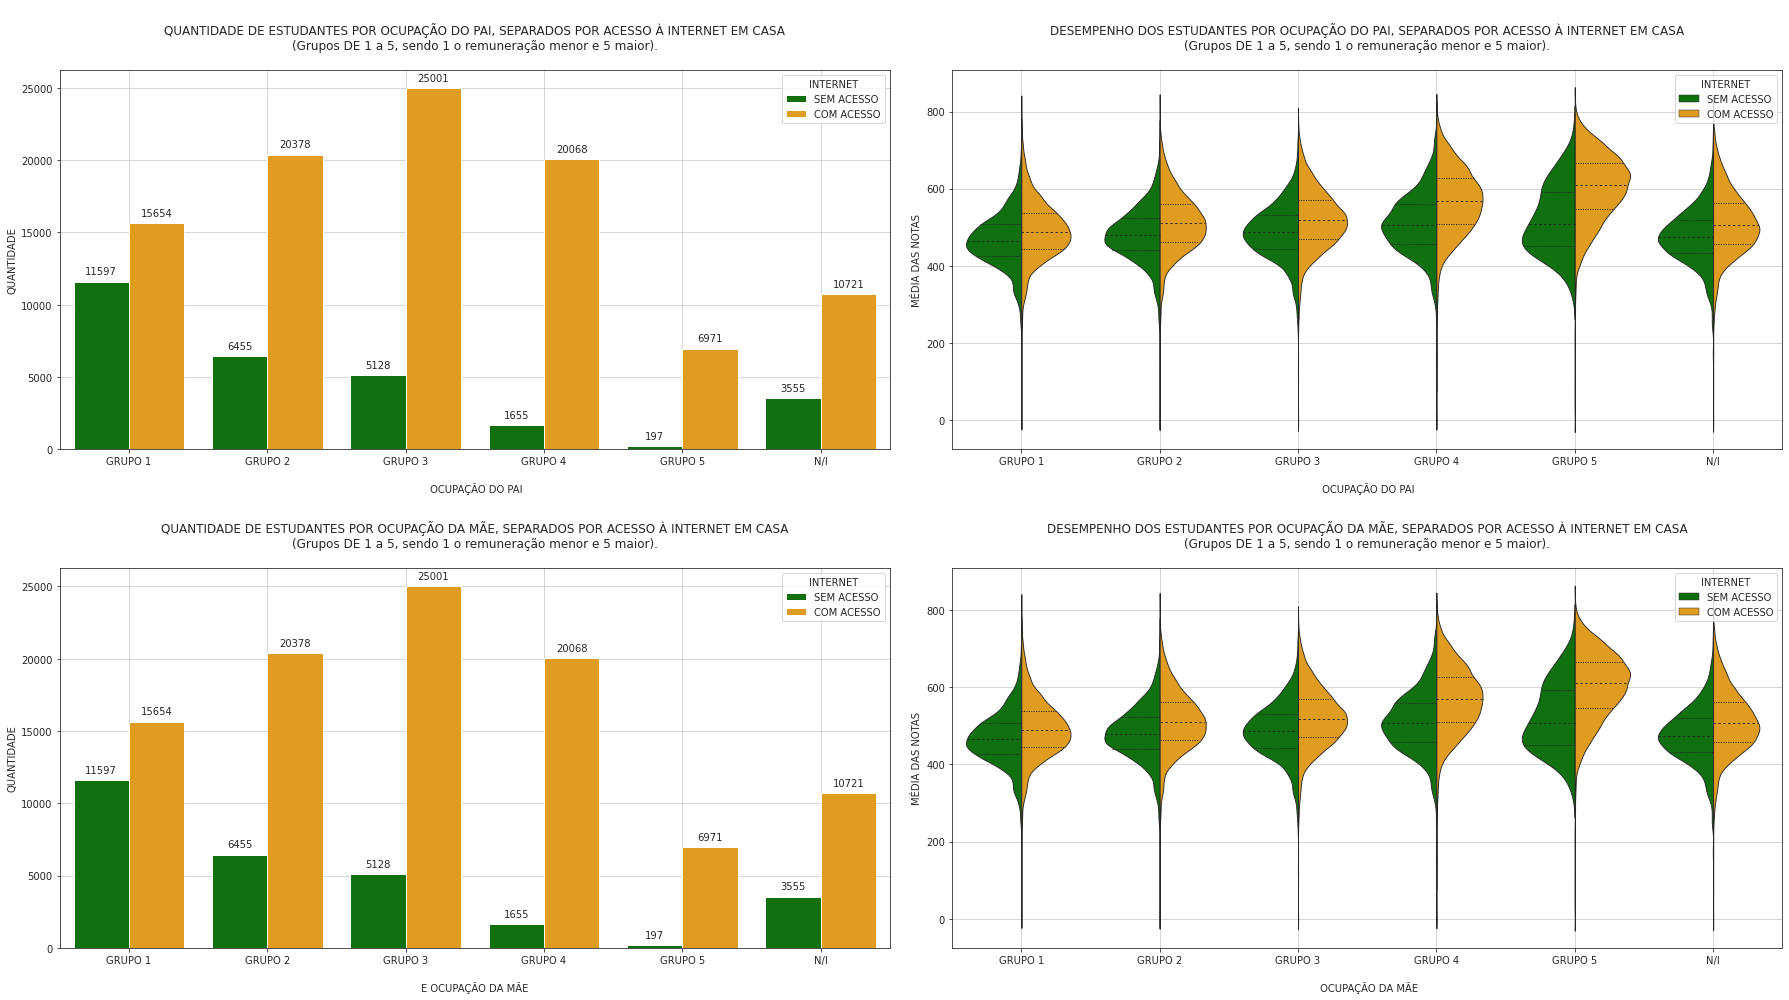 QUANTIDADE DE ESTUDANTES POR OCUPAÇÃO DO PAI, SEPARADOS POR ACESSO À INTERNET EM CASA
(Grupos DE 1 a 5, sendo 1 o remuneração menor e 5 maior).
INTERNET
SEM ACESSO
COM ACESSO
QUANTIDADE
25000
20000
15000
10000
5000
0
11597
15654
6455
20378
5128
25001
1655
20068
197
6971
3555
10721
GRUPO 1
GRUPO 2
GRUPO 3
GRUPO 4
GRUPO 5
N/I
OCUPAÇÃO DO PAI
DESEMPENHO DOS ESTUDANTES POR OCUPAÇÃO DO PAI, SEPARADOS POR ACESSO À INTERNET EM CASA
(Grupos DE 1 a 5, sendo 1 o remuneração menor e 5 maior).
INTERNET
SEM ACESSO
COM ACESSO
MÉDIA DAS NOTAS
800
600
400
200
0
GRUPO 1
GRUPO 2
GRUPO 3
GRUPO 4
GRUPO 5
N/I
OCUPAÇÃO DO PAI
QUANTIDADE DE ESTUDANTES POR OCUPAÇÃO DA MÃE, SEPARADOS POR ACESSO À INTERNET EM CASA
(Grupos DE 1 a 5, sendo 1 o remuneração menor e 5 maior).
INTERNET
SEM ACESSO
COM ACESSO
QUANTIDADE
25000
20000
15000
10000
5000
0
11597
15654
6455
20378
5128
25001
1655
20068
197
6971
3555
10721
GRUPO 1
GRUPO 2
GRUPO 3
GRUPO 4
GRUPO 5
N/I
E OCUPAÇÃO DA MÃE
DESEMPENHO DOS ESTUDANTES POR OCUPAÇÃO DA MÃE, SEPARADOS POR ACESSO À INTERNET EM CASA
(Grupos DE 1 a 5, sendo 1 o remuneração menor e 5 maior).
INTERNET
SEM ACESSO
COM ACESSO
MÉDIA DAS NOTAS
800
600
400
200
0
GRUPO 1
GRUPO 2
GRUPO 3
GRUPO 4
GRUPO 5
N/I
OCUPAÇÃO DA MÃE